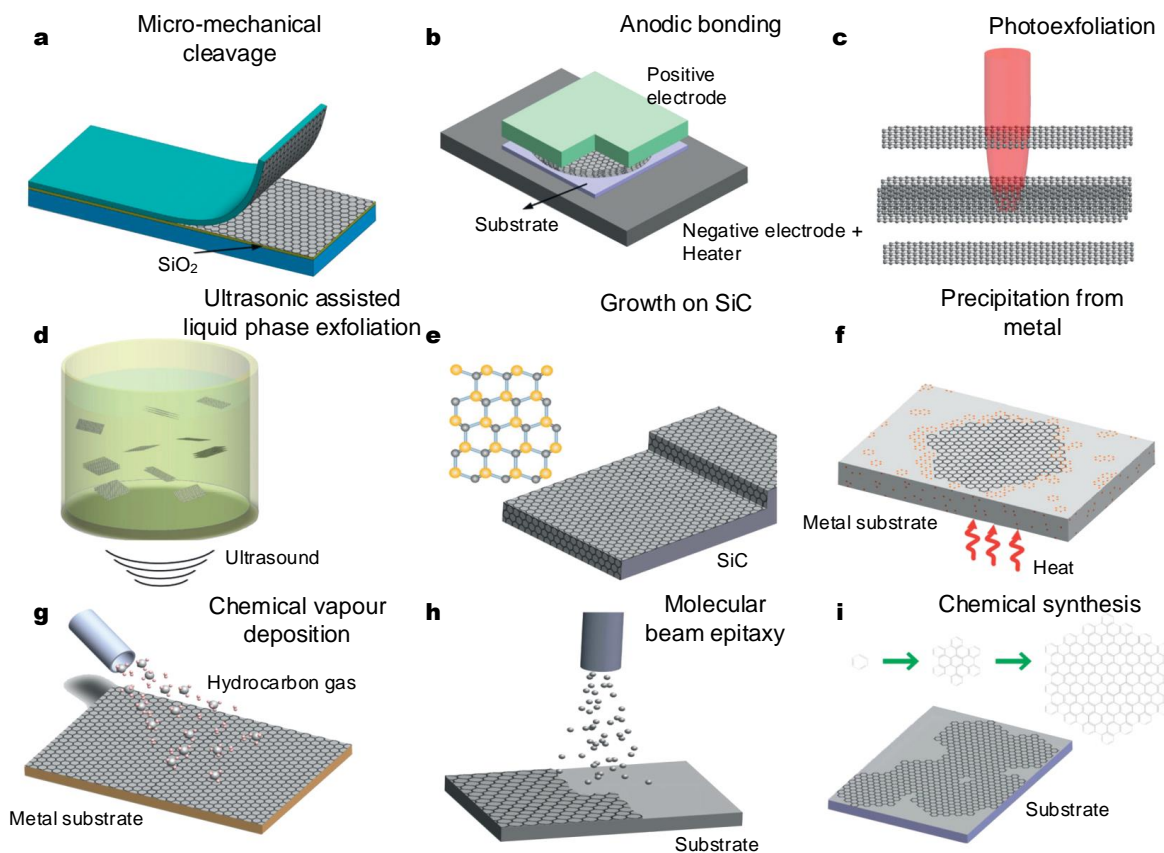 a
Micro-mechanical
cleavage
SiO₂
b
Anodic bonding
Positive
electrode
Substrate
Negative electrode +
Heater
c
Photoexfoliation
d
Ultrasonic assisted
liquid phase exfoliation
Ultrasound
e
Growth on SiC
SiC
f
Precipitation from
metal
Metal substrate
Heat
g
Chemical vapour
deposition
Hydrocarbon gas
Metal substrate
h
Molecular
beam epitaxy
Substrate
i
Chemical synthesis
Substrate